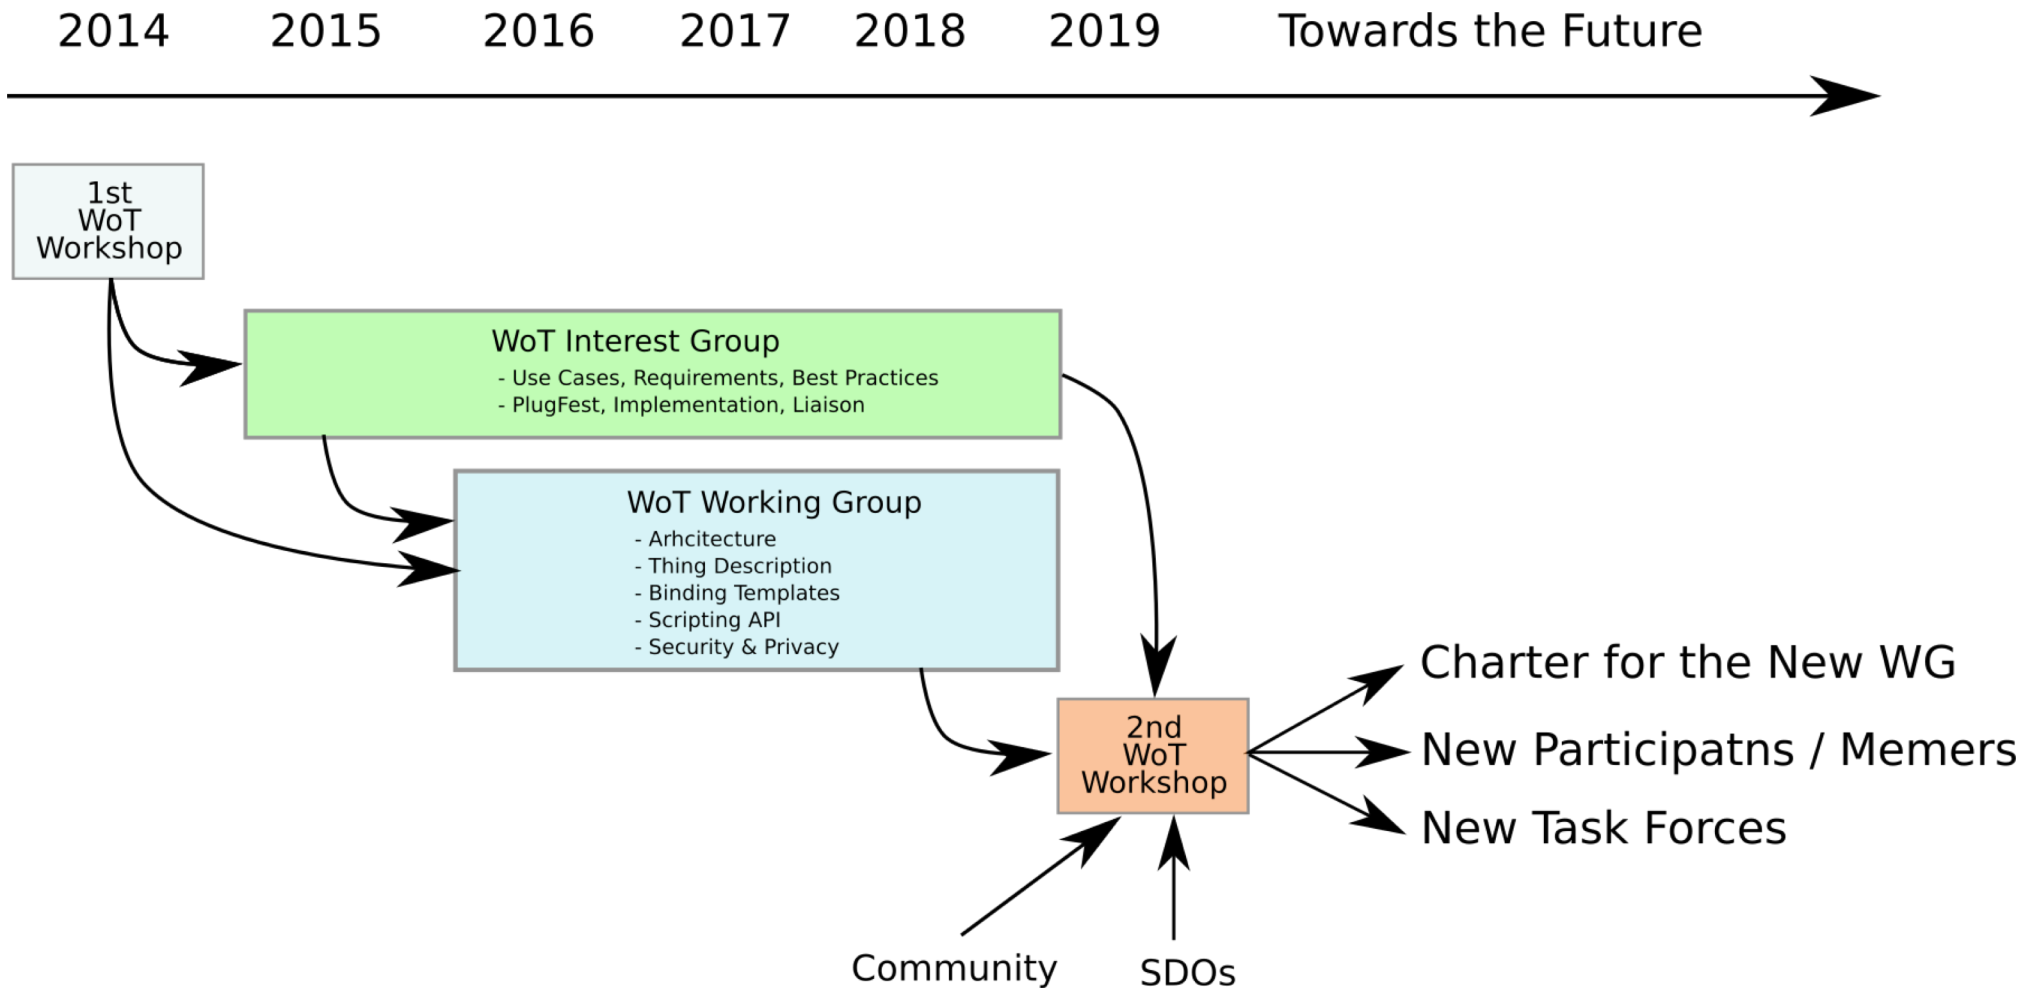 2014 2015 2016 2017 2018 2019 Towards the Future
1st
WoT
Workshop
WoT Interest Group
- Use Cases, Requirements, Best Practices
- PlugFest, Implementation, Liaison
WoT Working Group
- Arhcitecture
- Thing Description
- Binding Templates
- Scripting API
- Security & Privacy
2nd
WoT
Workshop
Charter for the New WG
New Participatns / Memers
New Task Forces
Community
SDOs